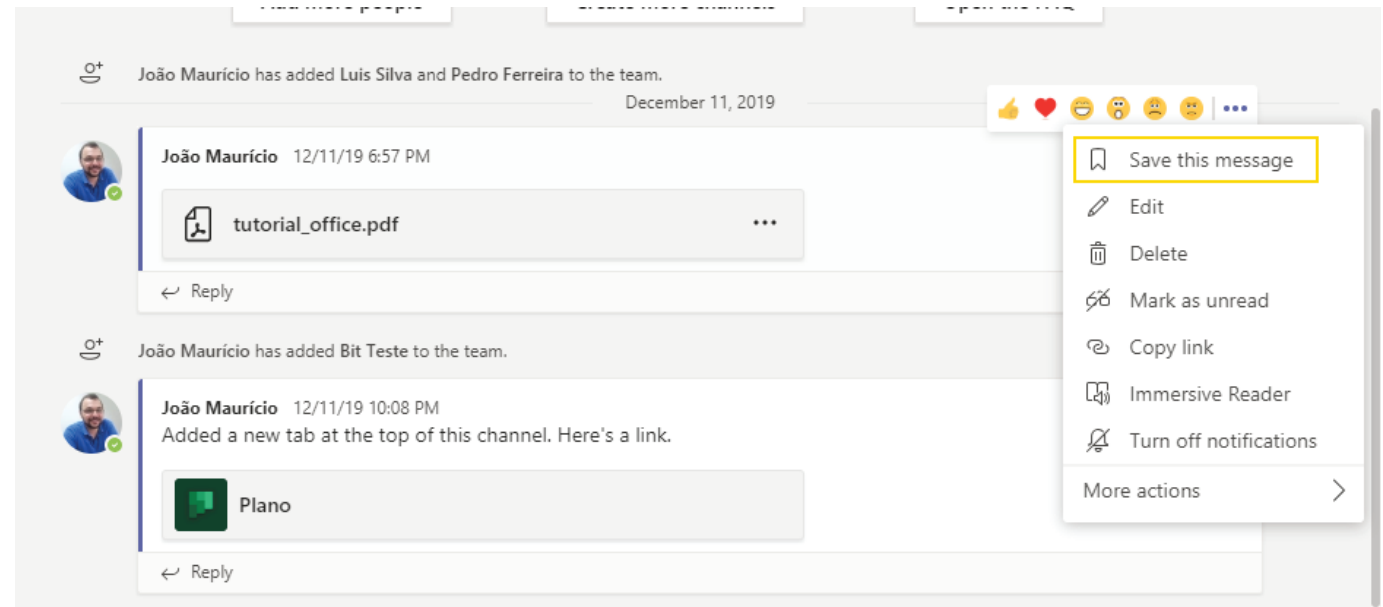 João Maurício has added Luis Silva and Pedro Ferreira to the team.
December 11, 2019
João Maurício 12/11/19 6:57 PM
tutorial_office.pdf
Reply
João Maurício has added Bit Teste to the team.
João Maurício 12/11/19 10:08 PM
Added a new tab at the top of this channel. Here's a link.
Plano
Reply
Save this message
Edit
Delete
Mark as unread
Copy link
Immersive Reader
Turn off notifications
More actions